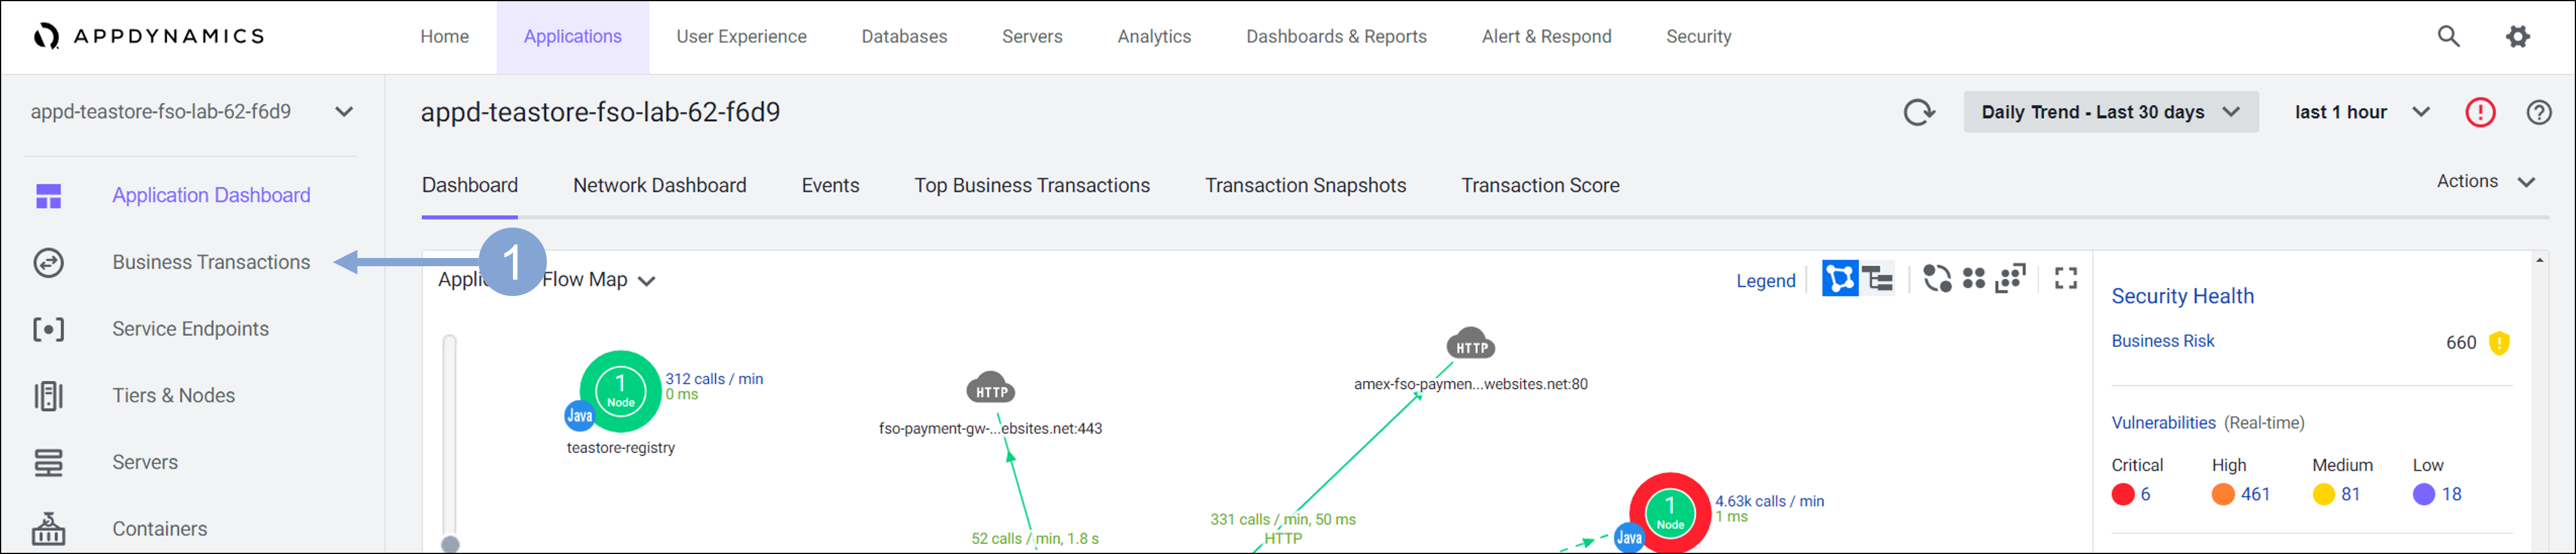 APPDYNAMICS
Home
Applications
User Experience
Databases
Servers
Analytics
Dashboards & Reports
Alert & Respond
Security
appd-teastore-fso-lab-62-f6d9
appd-teastore-fso-lab-62-f6d9
Daily Trend - Last 30 days
last 1 hour
Application Dashboard
Business Transactions
Service Endpoints
Tiers & Nodes
Servers
Containers
Dashboard
Network Dashboard
Events
Top Business Transactions
Transaction Snapshots
Transaction Score
Actions
1
Flow Map
Legend
1
Node
Java
312 calls / min
0 ms
teastore-registry
HTTP
fso-payment-gw-...ebsites.net:443
52 calls / min, 1.8 s
HTTP
amex-fso-paymen...websites.net:80
331 calls / min, 50 ms
HTTP
1
Node
Java
4.63k calls / min
1 ms
Security Health
Business Risk
660
Vulnerabilities (Real-time)
Critical High Medium Low
6 461 81 18